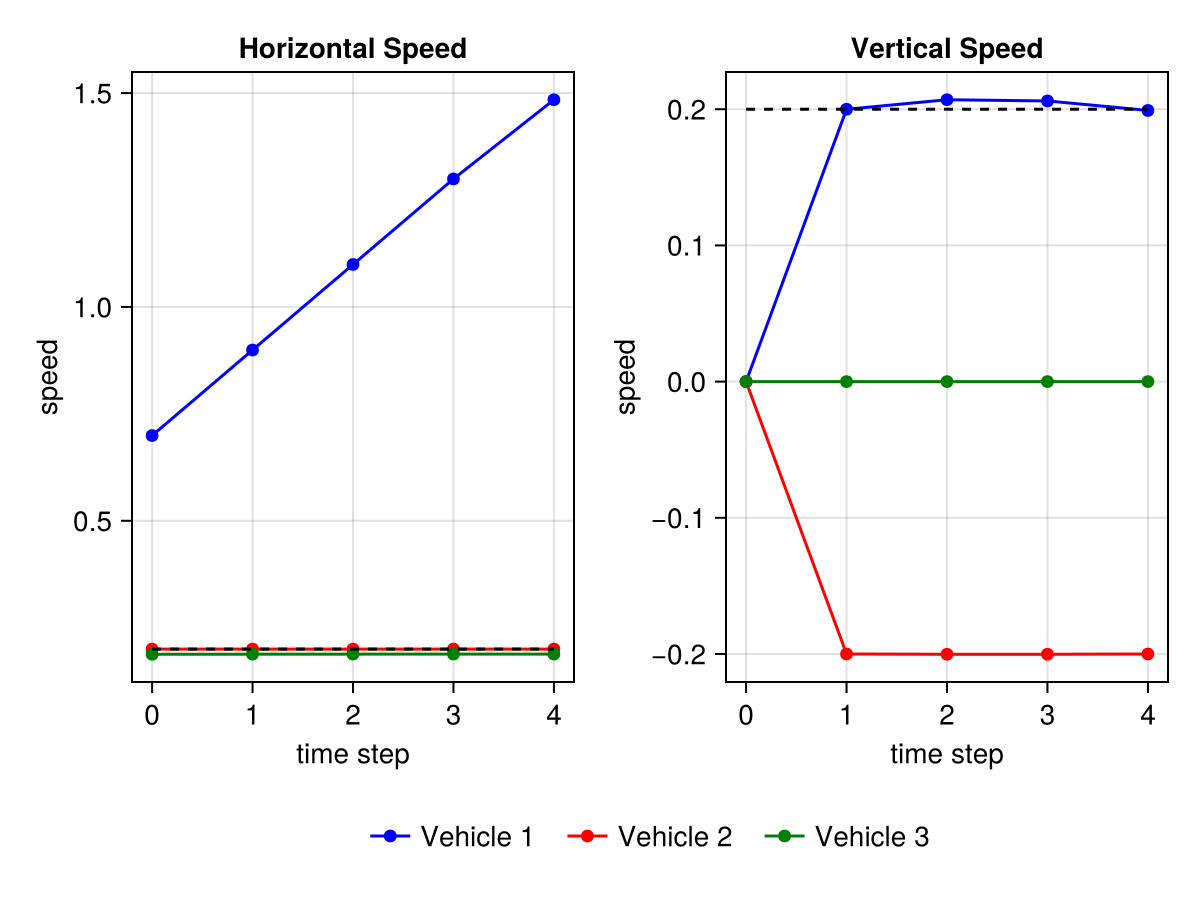 Horizontal Speed
1.5
1.0
0.5
speed
0 1 2 3 4
time step
Vertical Speed
0.2
0.1
0.0
−0.1
−0.2
speed
0 1 2 3 4
time step
Vehicle 1 Vehicle 2 Vehicle 3